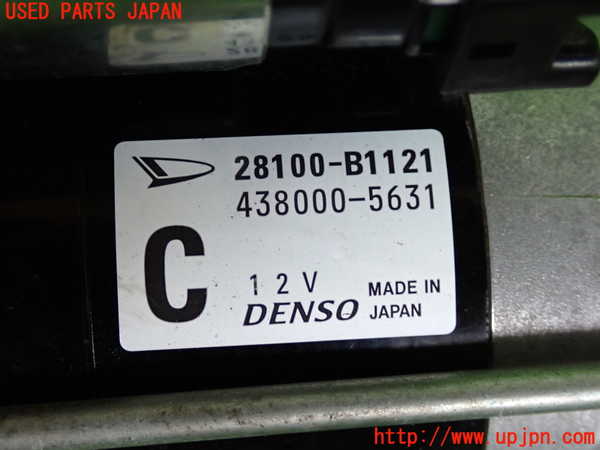 USED PARTS JAPAN
28100-B1121
438000-5631
C
12V
DENSO
MADE IN
JAPAN
http://www.upjpn.com